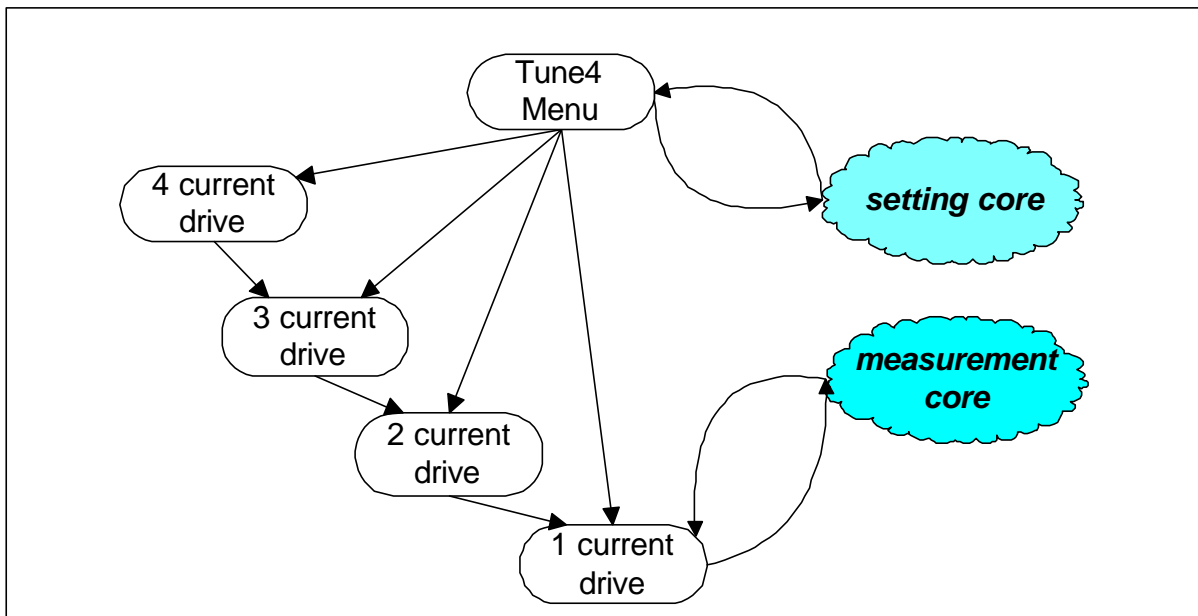 Tune4
Menu
4 current
drive
setting core
3 current
drive
measurement
core
2 current
drive
1 current
drive